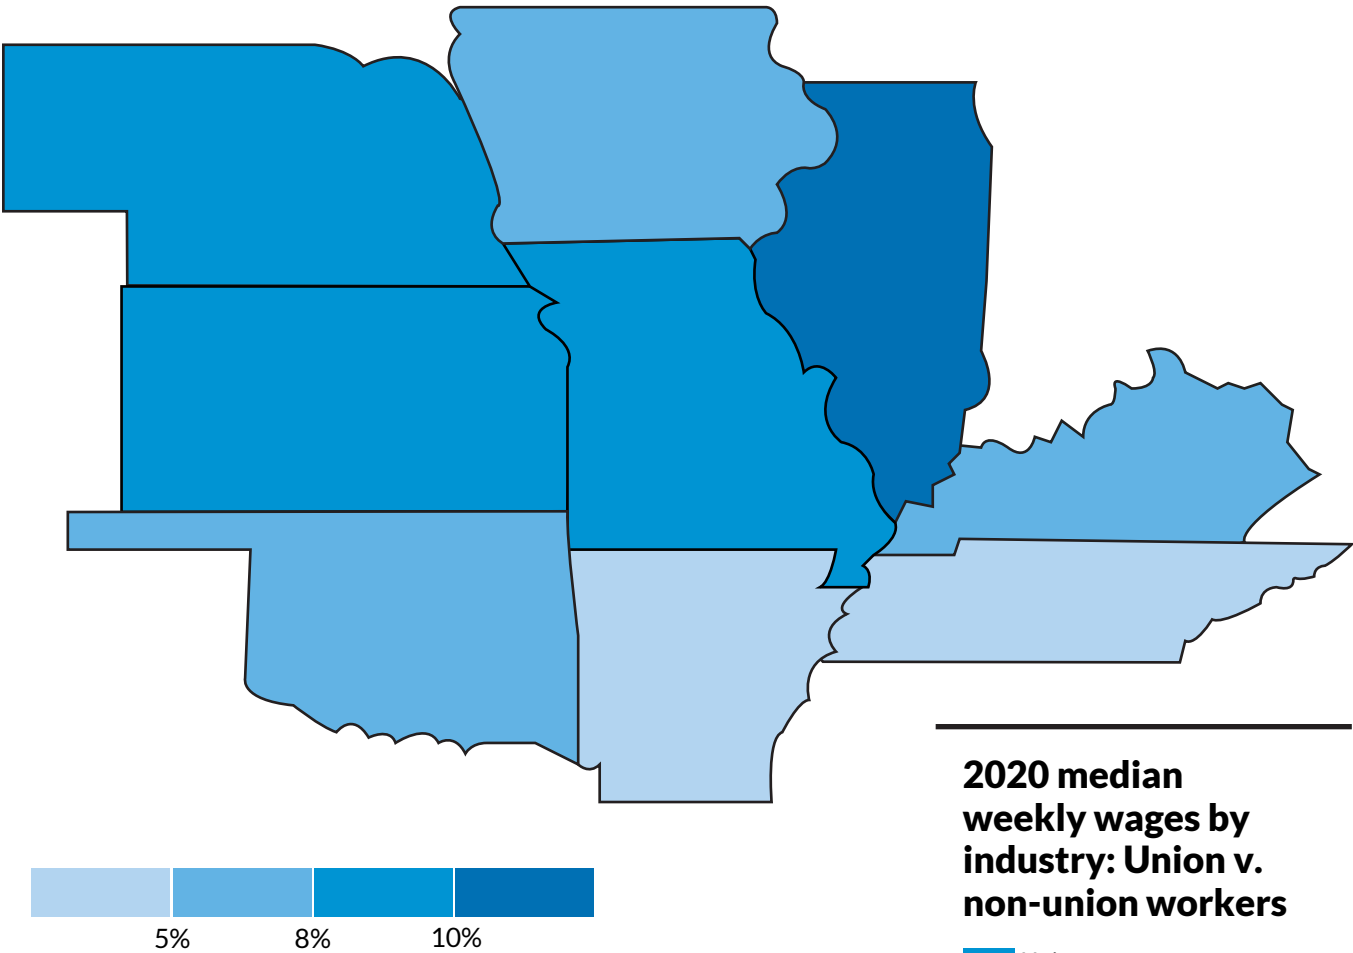 5% 8% 10%
2020 median
weekly wages by
industry: Union v.
non-union workers